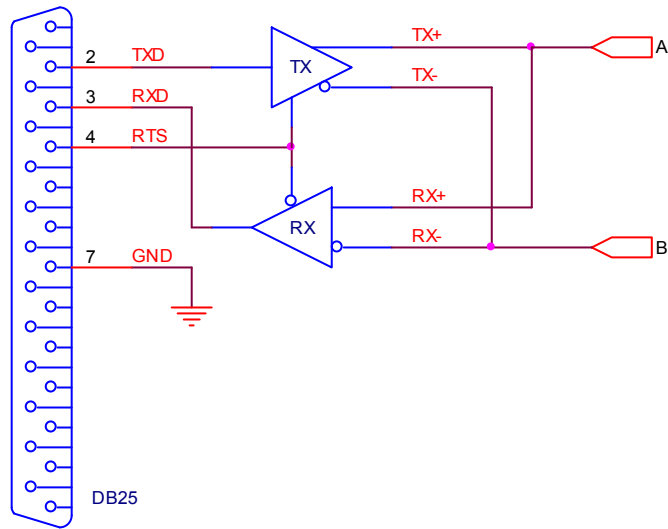 2 TXD TX TX+ A
TX-
3 RXD
4 RTS
RX RX+
RX- B
7 GND
DB25